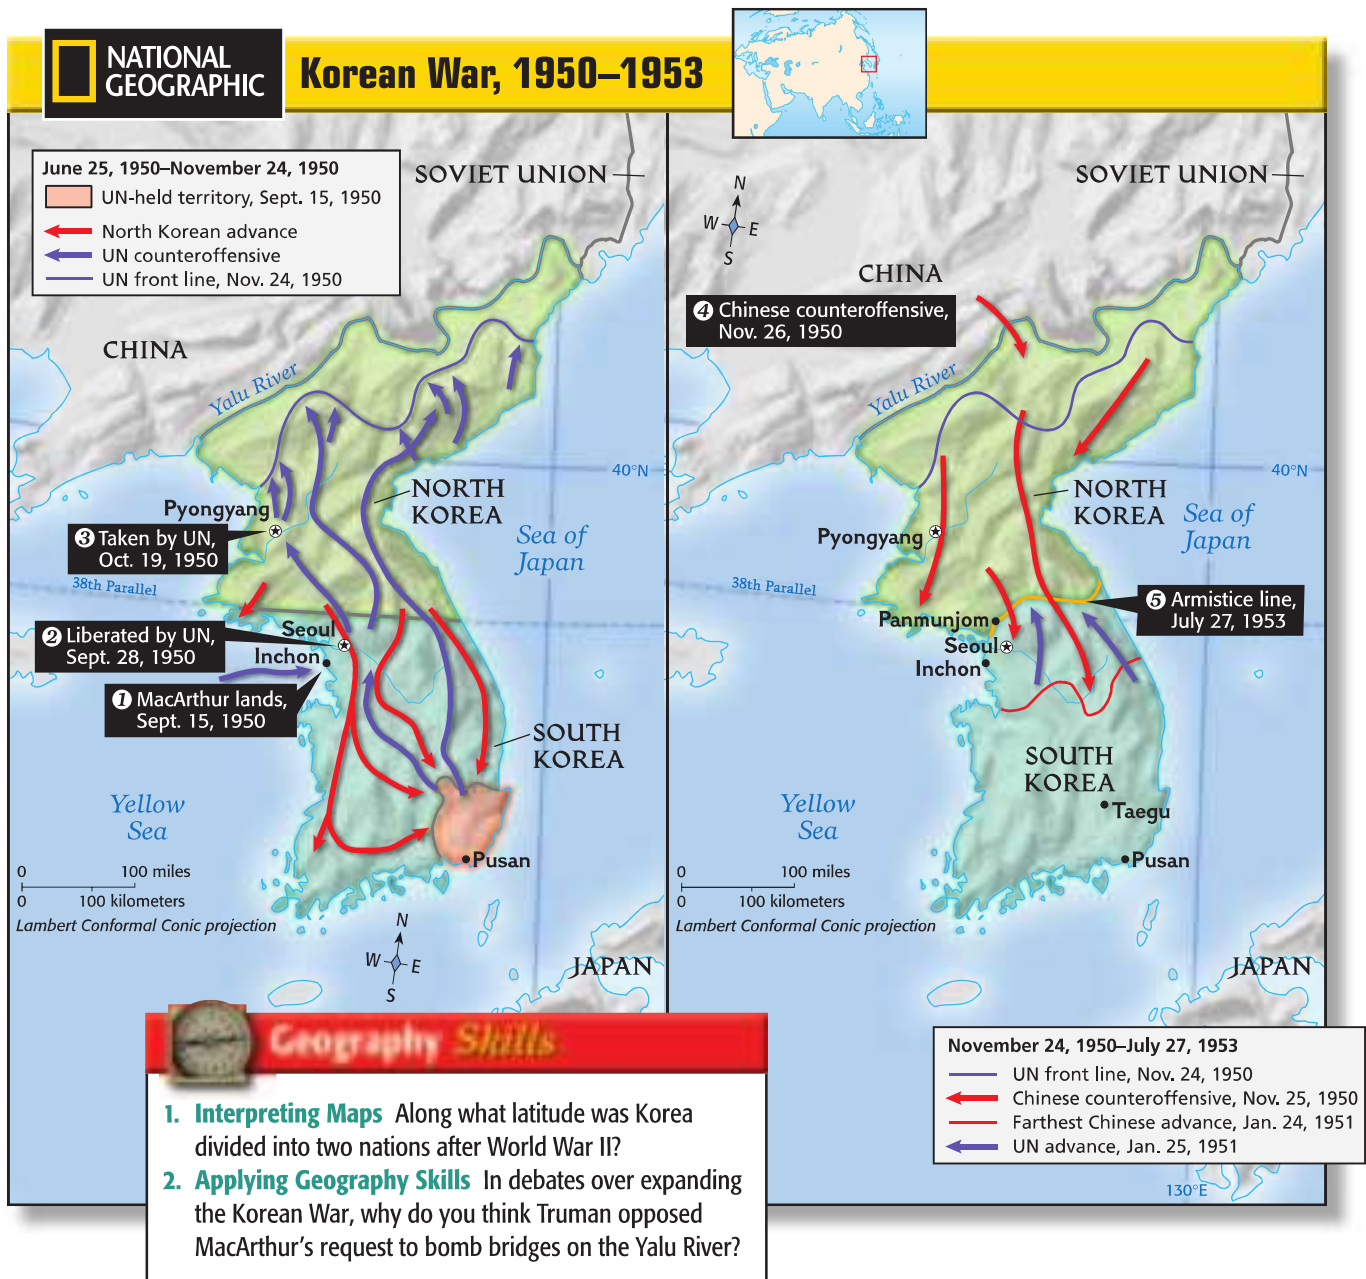 NATIONAL
GEOGRAPHIC
Korean War, 1950–1953
June 25, 1950–November 24, 1950
UN-held territory, Sept. 15, 1950
North Korean advance
UN counteroffensive
UN front line, Nov. 24, 1950
SOVIET UNION
CHINA
Yalu River
40°N
NORTH
KOREA
Pyongyang
❸ Taken by UN,
Oct. 19, 1950
Sea of
Japan
38th Parallel
❷ Liberated by UN,
Sept. 28, 1950
Seoul
Inchon
❶ MacArthur lands,
Sept. 15, 1950
SOUTH
KOREA
Yellow
Sea
Pusan
0 100 miles
0 100 kilometers
Lambert Conformal Conic projection
N
W E
S
JAPAN
SOVIET UNION
N
W E
S
CHINA
❹ Chinese counteroffensive,
Nov. 26, 1950
Yalu River
40°N
NORTH
KOREA
Sea of
Japan
Pyongyang
38th Parallel
❺ Armistice line,
July 27, 1953
Panmunjom
Seoul
Inchon
SOUTH
KOREA
Taegu
Yellow
Sea
Pusan
0 100 miles
0 100 kilometers
Lambert Conformal Conic projection
JAPAN
November 24, 1950–July 27, 1953
UN front line, Nov. 24, 1950
Chinese counteroffensive, Nov. 25, 1950
Farthest Chinese advance, Jan. 24, 1951
UN advance, Jan. 25, 1951
130°E
Geography Skills
1. Interpreting Maps Along what latitude was Korea
divided into two nations after World War II?
2. Applying Geography Skills In debates over expanding
the Korean War, why do you think Truman opposed
MacArthur's request to bomb bridges on the Yalu River?